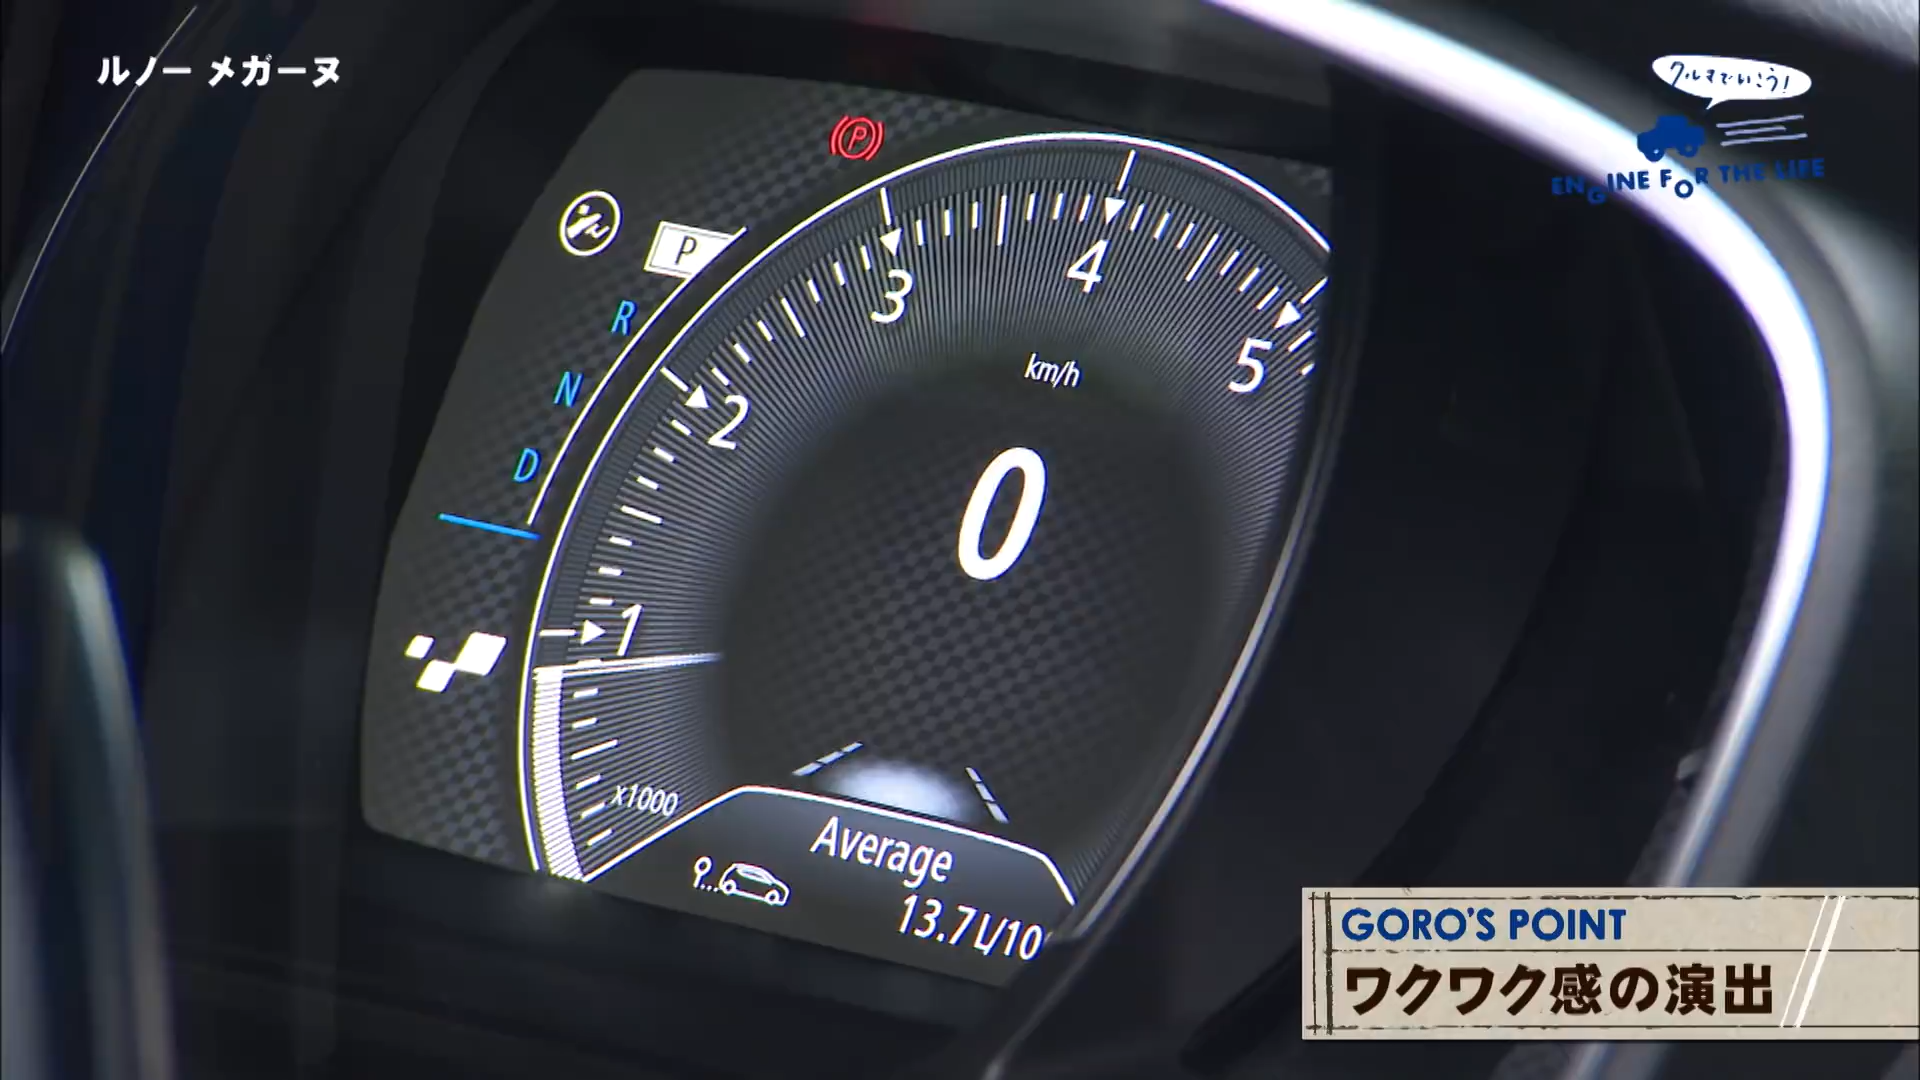 ルノー メガーヌ
クルマでいこう!
ENGINE FOR THE LIFE
P
P
R
N
D
1
2
3
4
5
km/h
0
x1000
Average
13.7 L/10
GORO'S POINT
ワクワク感の演出